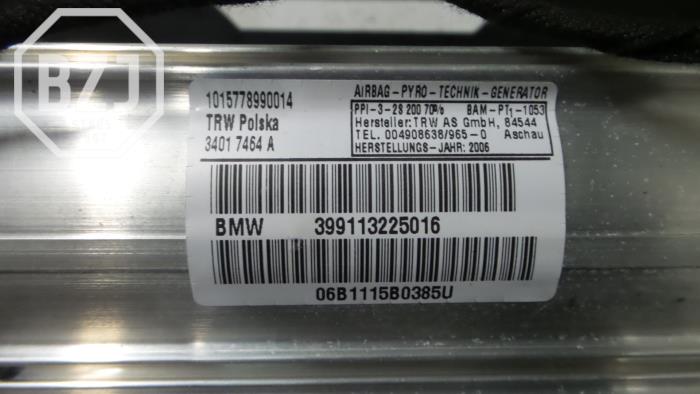 BZJ
1015778990014
TRW Polska
3401 7464 A
AIRBAG-PYRO-TECHNIK-GENERATOR
PPI-3-2S 200 70% BAM-PT1-1053
Hersteller:TRW AS GmbH, 84544
TEL. 004908638/965-0 Aschau
HERSTELLUNGS-JAHR: 2006
BMW 399113225016
06B1115B0385U